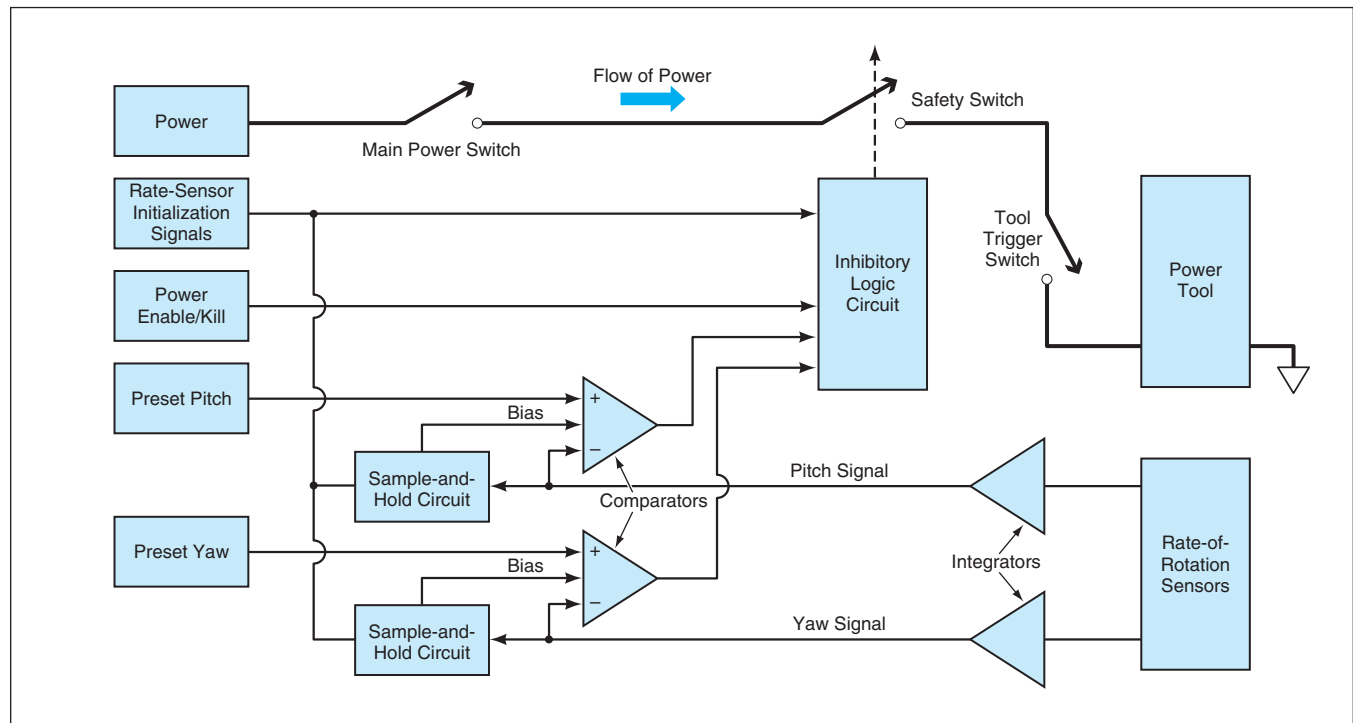 Flow of Power
Power
Main Power Switch
Safety Switch
Rate-Sensor
Initialization
Signals
Tool
Trigger
Switch
Inhibitory
Logic
Circuit
Power
Tool
Power
Enable/Kill
Preset Pitch
+
Bias
−
Sample-and-
Hold Circuit
Comparators
Pitch Signal
Preset Yaw
+
Bias
−
Integrators
Rate-of-
Rotation
Sensors
Sample-and-
Hold Circuit
Yaw Signal